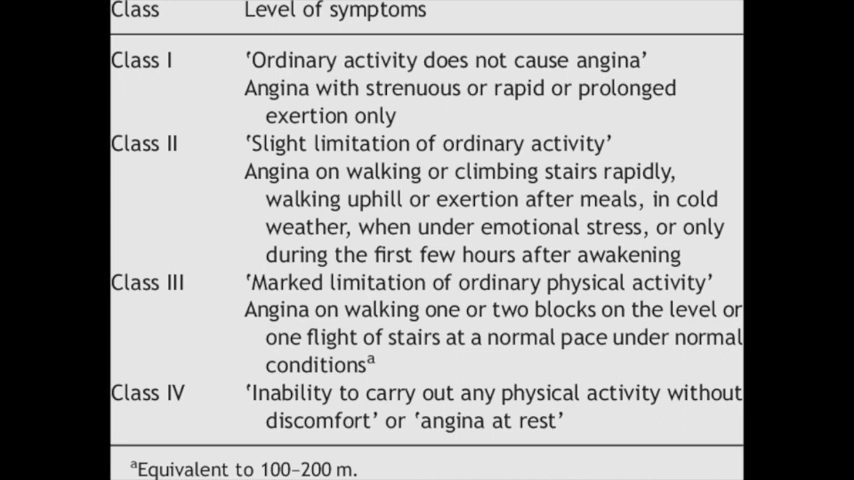 Class Level of symptoms
Class I ‘Ordinary activity does not cause angina’
Angina with strenuous or rapid or prolonged
exertion only
Class II ‘Slight limitation of ordinary activity’
Angina on walking or climbing stairs rapidly,
walking uphill or exertion after meals, in cold
weather, when under emotional stress, or only
during the first few hours after awakening
Class III ‘Marked limitation of ordinary physical activity’
Angina on walking one or two blocks on the level or
one flight of stairs at a normal pace under normal
conditionsᵃ
Class IV ‘Inability to carry out any physical activity without
discomfort’ or ‘angina at rest’
ᵃEquivalent to 100–200 m.